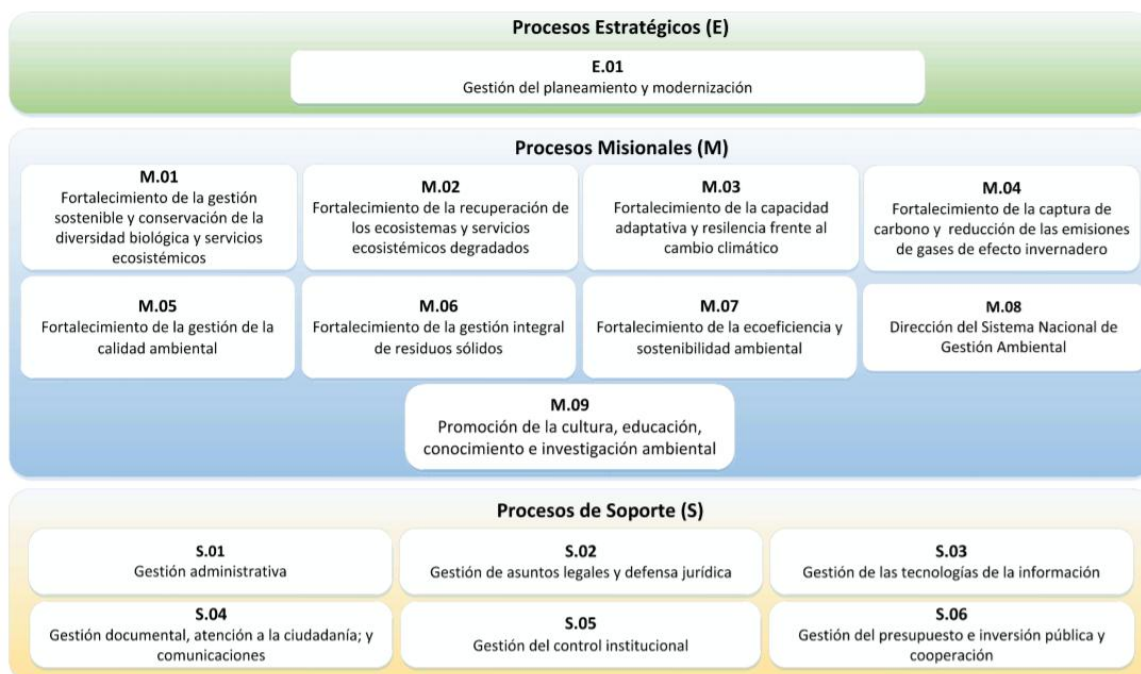 Procesos Estratégicos (E)
E.01
Gestión del planeamiento y modernización
Procesos Misionales (M)
M.01
Fortalecimiento de la gestión
sostenible y conservación de la
diversidad biológica y servicios
ecosistémicos
M.02
Fortalecimiento de la recuperación de
los ecosistemas y servicios
ecosistémicos degradados
M.03
Fortalecimiento de la capacidad
adaptativa y resilencia frente al
cambio climático
M.04
Fortalecimiento de la captura de
carbono y reducción de las emisiones
de gases de efecto invernadero
M.05
Fortalecimiento de la gestión de la
calidad ambiental
M.06
Fortalecimiento de la gestión integral
de residuos sólidos
M.07
Fortalecimiento de la ecoeficiencia y
sostenibilidad ambiental
M.08
Dirección del Sistema Nacional de
Gestión Ambiental
M.09
Promoción de la cultura, educación,
conocimiento e investigación ambiental
Procesos de Soporte (S)
S.01
Gestión administrativa
S.02
Gestión de asuntos legales y defensa jurídica
S.03
Gestión de las tecnologías de la información
S.04
Gestión documental, atención a la ciudadanía; y
comunicaciones
S.05
Gestión del control institucional
S.06
Gestión del presupuesto e inversión pública y
cooperación